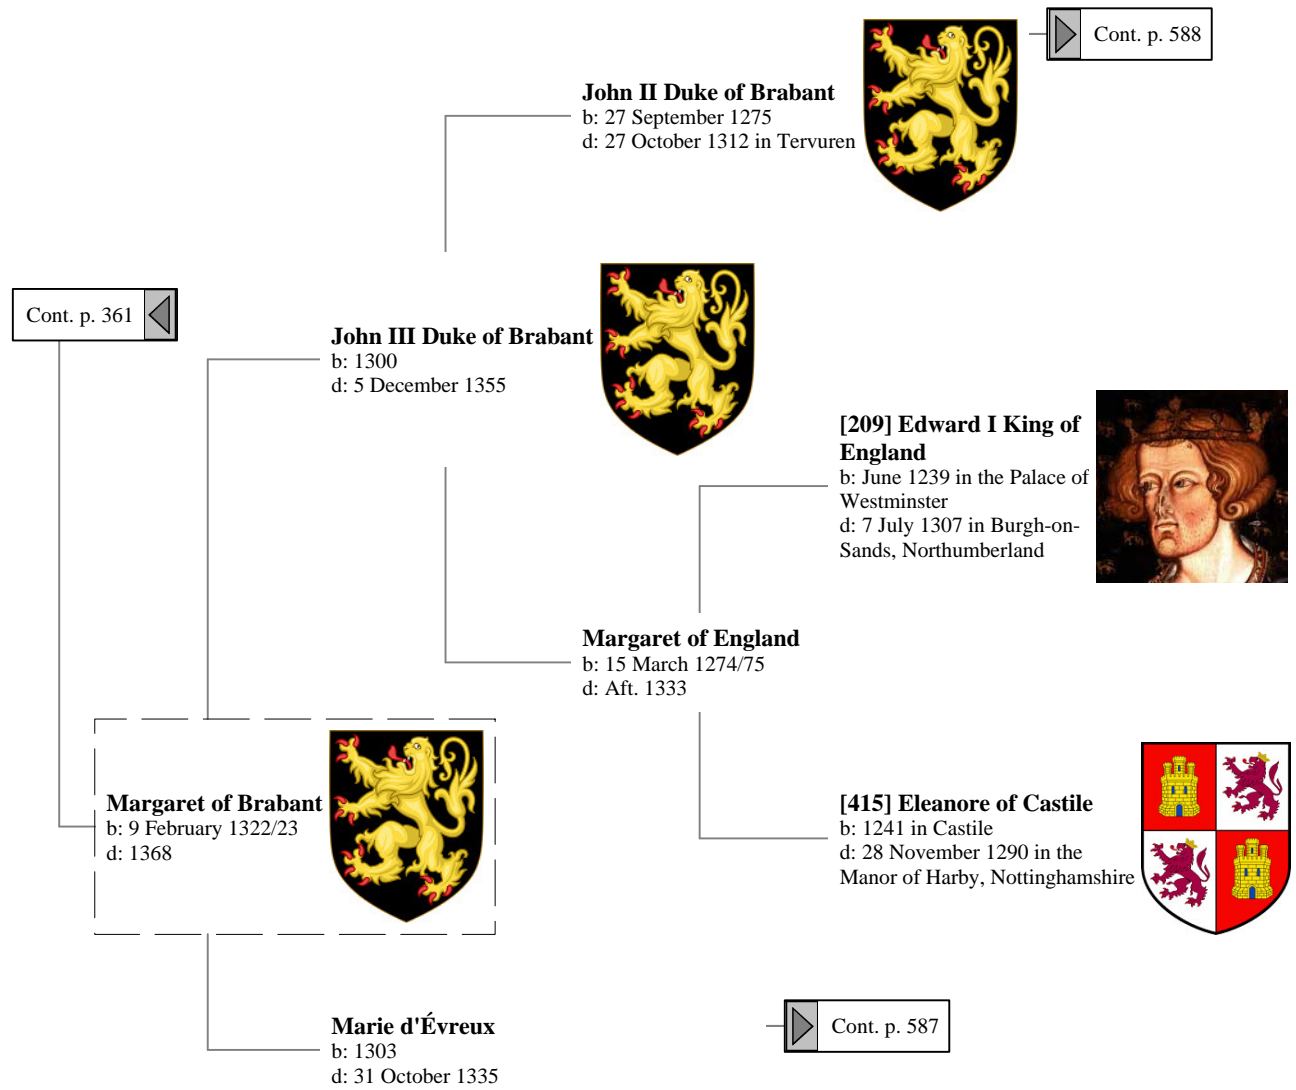 Cont. p. 588
John II Duke of Brabant
b: 27 September 1275
d: 27 October 1312 in Tervuren
Cont. p. 361
John III Duke of Brabant
b: 1300
d: 5 December 1355
[209] Edward I King of
England
b: June 1239 in the Palace of
Westminster
d: 7 July 1307 in Burgh-on-
Sands, Northumberland
Margaret of England
b: 15 March 1274/75
d: Aft. 1333
Margaret of Brabant
b: 9 February 1322/23
d: 1368
[415] Eleanore of Castile
b: 1241 in Castile
d: 28 November 1290 in the
Manor of Harby, Nottinghamshire
Marie d'Évreux
b: 1303
d: 31 October 1335
Cont. p. 587